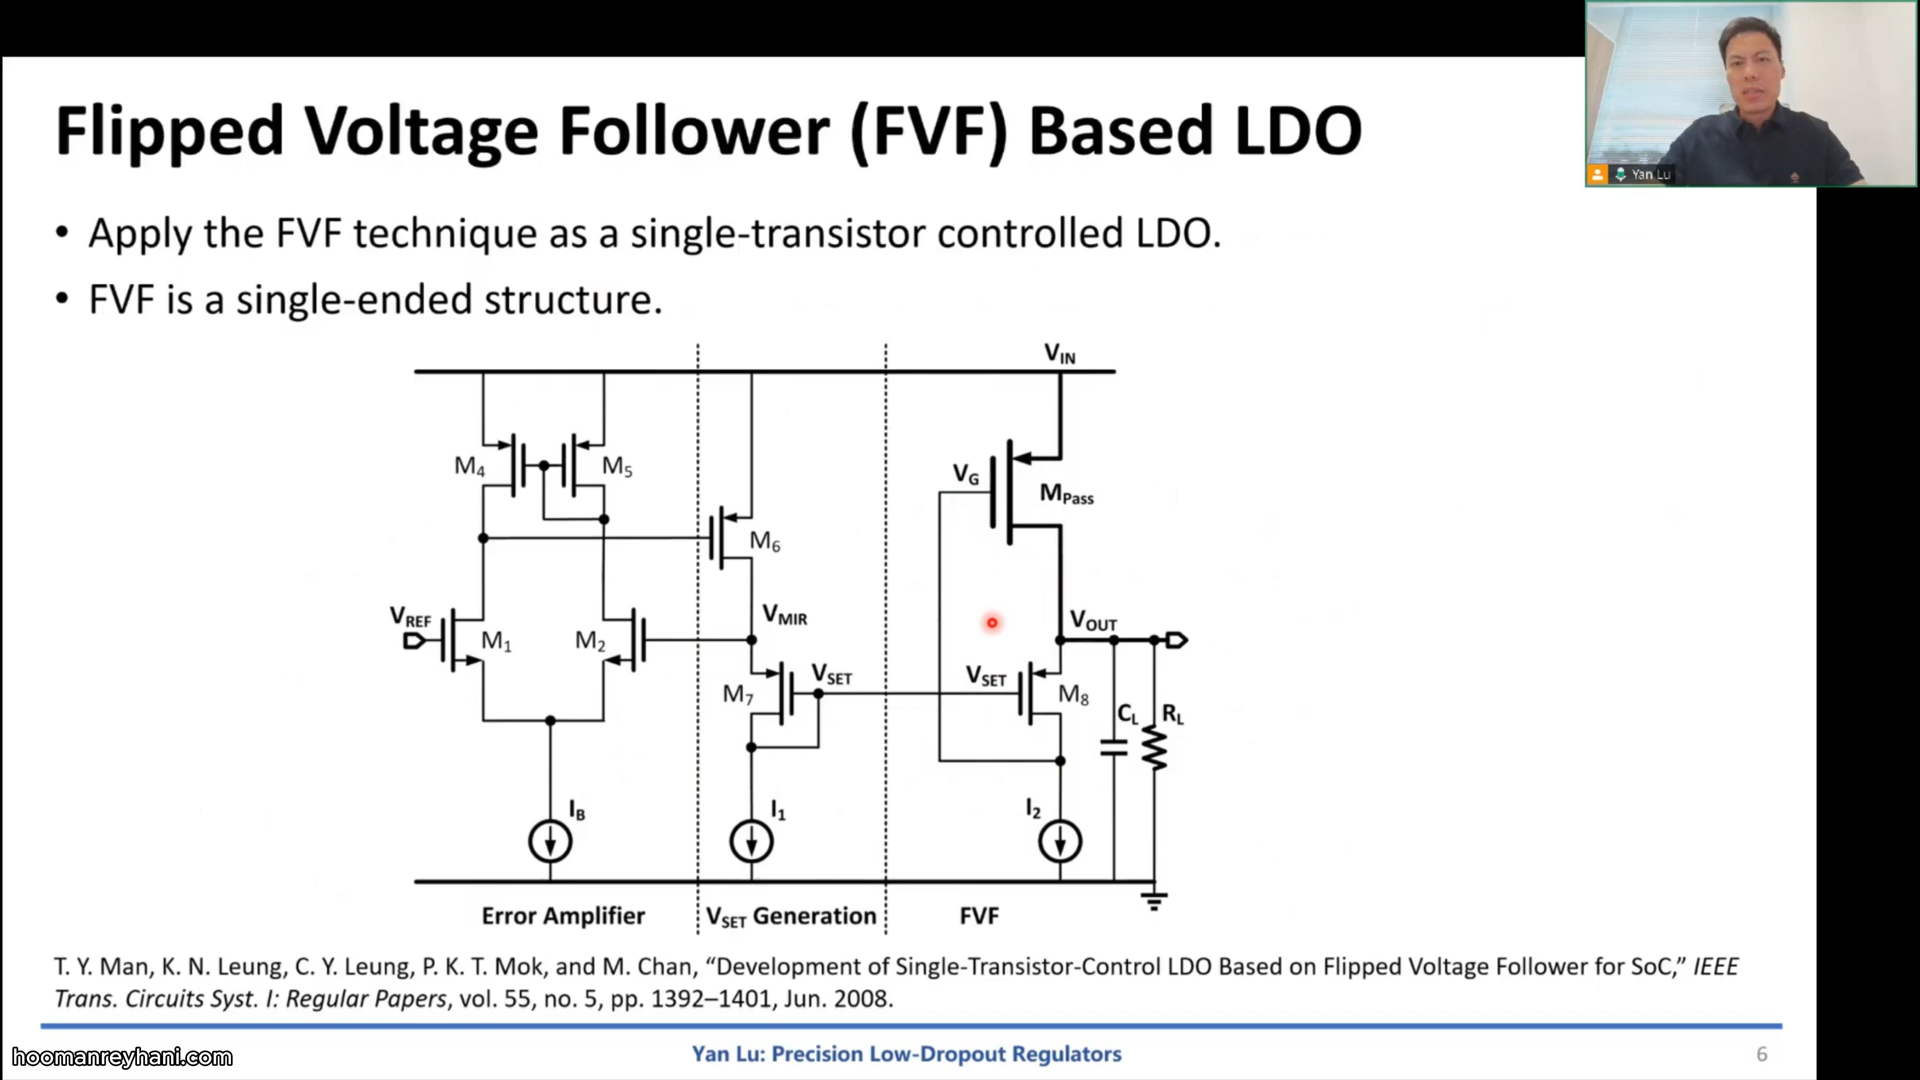 Flipped Voltage Follower (FVF) Based LDO
Yan Lu
• Apply the FVF technique as a single-transistor controlled LDO.
• FVF is a single-ended structure.
VIN
M4
M5
VG
MPass
M6
VREF
M1
M2
VMIR
VOUT
M7
VSET
VSET
M8
CL
RL
IB
I1
I2
Error Amplifier
VSET Generation
FVF
T. Y. Man, K. N. Leung, C. Y. Leung, P. K. T. Mok, and M. Chan, “Development of Single-Transistor-Control LDO Based on Flipped Voltage Follower for SoC,” IEEE
Trans. Circuits Syst. I: Regular Papers, vol. 55, no. 5, pp. 1392–1401, Jun. 2008.
hoomanreyhani.com
Yan Lu: Precision Low-Dropout Regulators
6